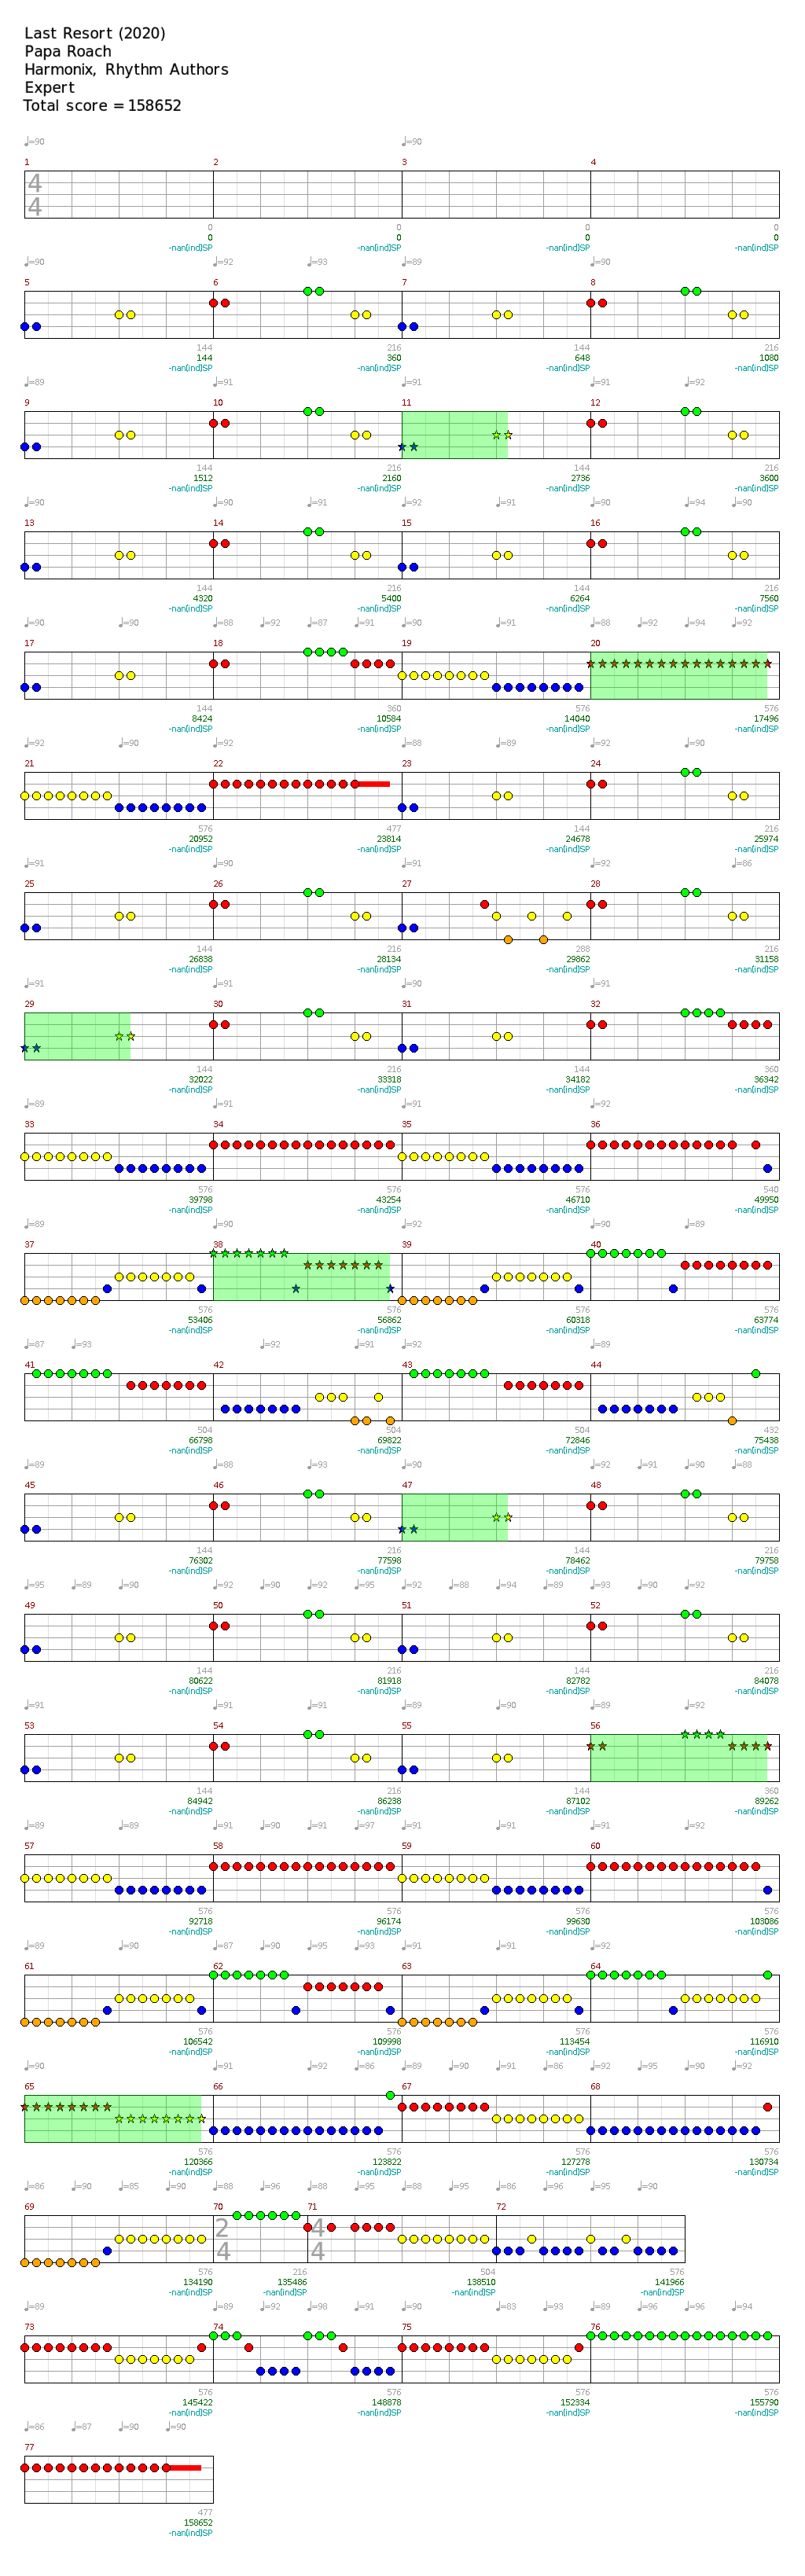 Last Resort (2020)
Papa Roach
Harmonix, Rhythm Authors
Expert
Total score = 158652
♩=90 ♩=90
1 2 3 4
4
4
0 0 0 0
0 0 0 0
-nan(ind)SP -nan(ind)SP -nan(ind)SP -nan(ind)SP
♩=90 ♩=92 ♩=93 ♩=89 ♩=90
5 6 7 8
144 216 144 216
144 360 648 1080
-nan(ind)SP -nan(ind)SP -nan(ind)SP -nan(ind)SP
♩=89 ♩=91 ♩=91 ♩=91 ♩=92
9 10 11 12
144 216 144 216
1512 2160 2736 3600
-nan(ind)SP -nan(ind)SP -nan(ind)SP -nan(ind)SP
♩=90 ♩=90 ♩=91 ♩=92 ♩=91 ♩=90 ♩=94 ♩=90
13 14 15 16
144 216 144 216
4320 5400 6264 7560
-nan(ind)SP -nan(ind)SP -nan(ind)SP -nan(ind)SP
♩=90 ♩=90 ♩=88 ♩=92 ♩=87 ♩=91 ♩=90 ♩=91 ♩=88 ♩=92 ♩=94 ♩=92
17 18 19 20
144 360 576 576
8424 10584 14040 17496
-nan(ind)SP -nan(ind)SP -nan(ind)SP -nan(ind)SP
♩=92 ♩=90 ♩=92 ♩=88 ♩=89 ♩=92 ♩=90
21 22 23 24
576 477 144 216
20952 23814 24678 25974
-nan(ind)SP -nan(ind)SP -nan(ind)SP -nan(ind)SP
♩=91 ♩=90 ♩=91 ♩=92 ♩=86
25 26 27 28
144 216 288 216
26838 28134 29862 31158
-nan(ind)SP -nan(ind)SP -nan(ind)SP -nan(ind)SP
♩=91 ♩=91 ♩=90 ♩=91
29 30 31 32
144 216 144 360
32022 33318 34182 36342
-nan(ind)SP -nan(ind)SP -nan(ind)SP -nan(ind)SP
♩=89 ♩=91 ♩=91 ♩=92
33 34 35 36
576 576 576 540
39798 43254 46710 49950
-nan(ind)SP -nan(ind)SP -nan(ind)SP -nan(ind)SP
♩=89 ♩=90 ♩=92 ♩=90 ♩=89
37 38 39 40
576 576 576 576
53406 56862 60318 63774
-nan(ind)SP -nan(ind)SP -nan(ind)SP -nan(ind)SP
♩=87 ♩=93 ♩=92 ♩=91 ♩=92 ♩=89
41 42 43 44
504 504 504 432
66798 69822 72846 75438
-nan(ind)SP -nan(ind)SP -nan(ind)SP -nan(ind)SP
♩=89 ♩=88 ♩=93 ♩=90 ♩=92 ♩=91 ♩=90 ♩=88
45 46 47 48
144 216 144 216
76302 77598 78462 79758
-nan(ind)SP -nan(ind)SP -nan(ind)SP -nan(ind)SP
♩=95 ♩=89 ♩=90 ♩=92 ♩=90 ♩=92 ♩=95 ♩=92 ♩=88 ♩=94 ♩=89 ♩=93 ♩=90 ♩=92
49 50 51 52
144 216 144 216
80622 81918 82782 84078
-nan(ind)SP -nan(ind)SP -nan(ind)SP -nan(ind)SP
♩=91 ♩=91 ♩=91 ♩=89 ♩=90 ♩=89 ♩=92
53 54 55 56
144 216 144 360
84942 86238 87102 89262
-nan(ind)SP -nan(ind)SP -nan(ind)SP -nan(ind)SP
♩=89 ♩=89 ♩=91 ♩=90 ♩=91 ♩=97 ♩=91 ♩=91 ♩=91 ♩=92
57 58 59 60
576 576 576 576
92718 96174 99630 103086
-nan(ind)SP -nan(ind)SP -nan(ind)SP -nan(ind)SP
♩=89 ♩=90 ♩=87 ♩=90 ♩=95 ♩=93 ♩=91 ♩=91 ♩=92
61 62 63 64
576 576 576 576
106542 109998 113454 116910
-nan(ind)SP -nan(ind)SP -nan(ind)SP -nan(ind)SP
♩=90 ♩=91 ♩=92 ♩=86 ♩=89 ♩=90 ♩=91 ♩=86 ♩=92 ♩=95 ♩=90 ♩=92
65 66 67 68
576 576 576 576
120366 123822 127278 130734
-nan(ind)SP -nan(ind)SP -nan(ind)SP -nan(ind)SP
♩=86 ♩=90 ♩=85 ♩=90 ♩=88 ♩=96 ♩=88 ♩=91 ♩=88 ♩=95 ♩=86 ♩=96 ♩=95 ♩=90
69 70 71 72
2 4
4 4
576 216 504 576
134190 135486 138510 141966
-nan(ind)SP -nan(ind)SP -nan(ind)SP -nan(ind)SP
♩=89 ♩=89 ♩=92 ♩=98 ♩=91 ♩=90 ♩=83 ♩=93 ♩=89 ♩=96 ♩=96 ♩=94
73 74 75 76
576 576 576 576
145422 148878 152334 155790
-nan(ind)SP -nan(ind)SP -nan(ind)SP -nan(ind)SP
♩=86 ♩=87 ♩=90 ♩=90
77
477
158652
-nan(ind)SP